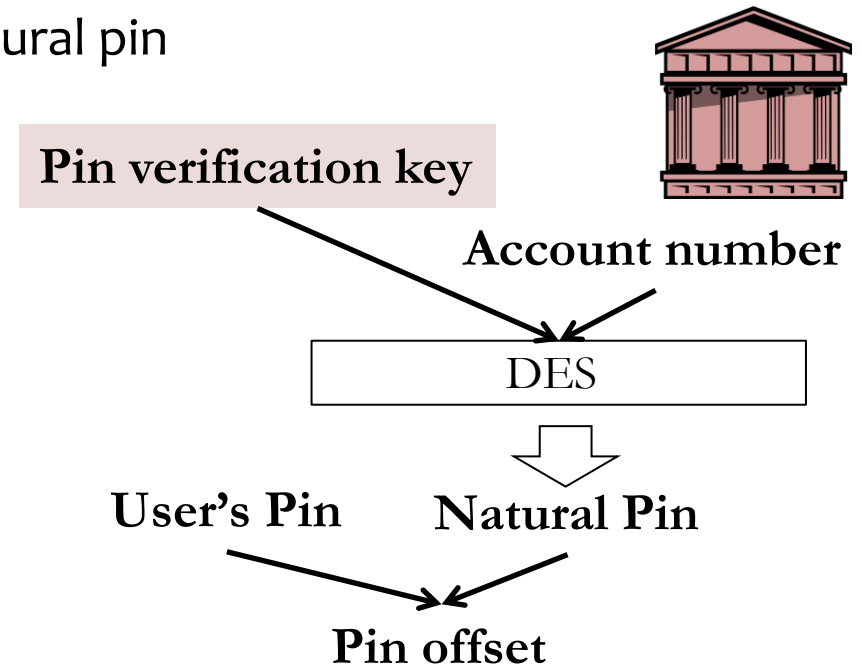 ural pin
Pin verification key
Account number
DES
User's Pin Natural Pin
Pin offset